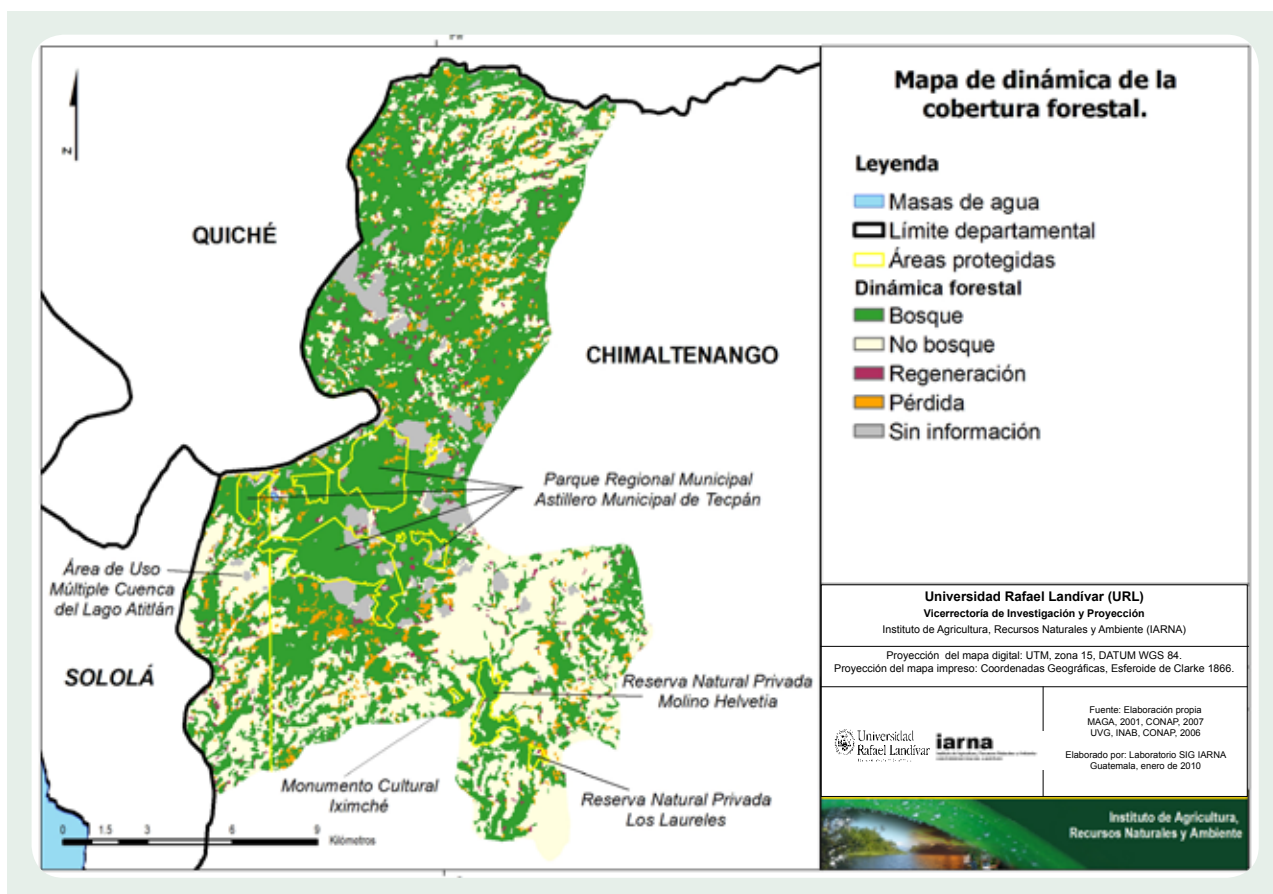 Mapa de dinámica de la
cobertura forestal.
Leyenda
Masas de agua
Límite departamental
Áreas protegidas
Dinámica forestal
Bosque
No bosque
Regeneración
Pérdida
Sin información
N
QUICHÉ
CHIMALTENANGO
Parque Regional Municipal
Astillero Municipal de Tecpán
Área de Uso
Múltiple Cuenca
del Lago Atitlán
SOLOLÁ
Reserva Natural Privada
Molino Helvetia
Monumento Cultural
Iximché
Reserva Natural Privada
Los Laureles
0 1.5 3 6 9
Kilómetros
Universidad Rafael Landívar (URL)
Vicerrectoría de Investigación y Proyección
Instituto de Agricultura, Recursos Naturales y Ambiente (IARNA)
Proyección del mapa digital: UTM, zona 15, DATUM WGS 84.
Proyección del mapa impreso: Coordenadas Geográficas, Esferoide de Clarke 1866.
Universidad
Rafael Landívar
iarna
Fuente: Elaboración propia
MAGA, 2001, CONAP, 2007
UVG, INAB, CONAP, 2006
Elaborado por: Laboratorio SIG IARNA
Guatemala, enero de 2010
Instituto de Agricultura,
Recursos Naturales y Ambiente